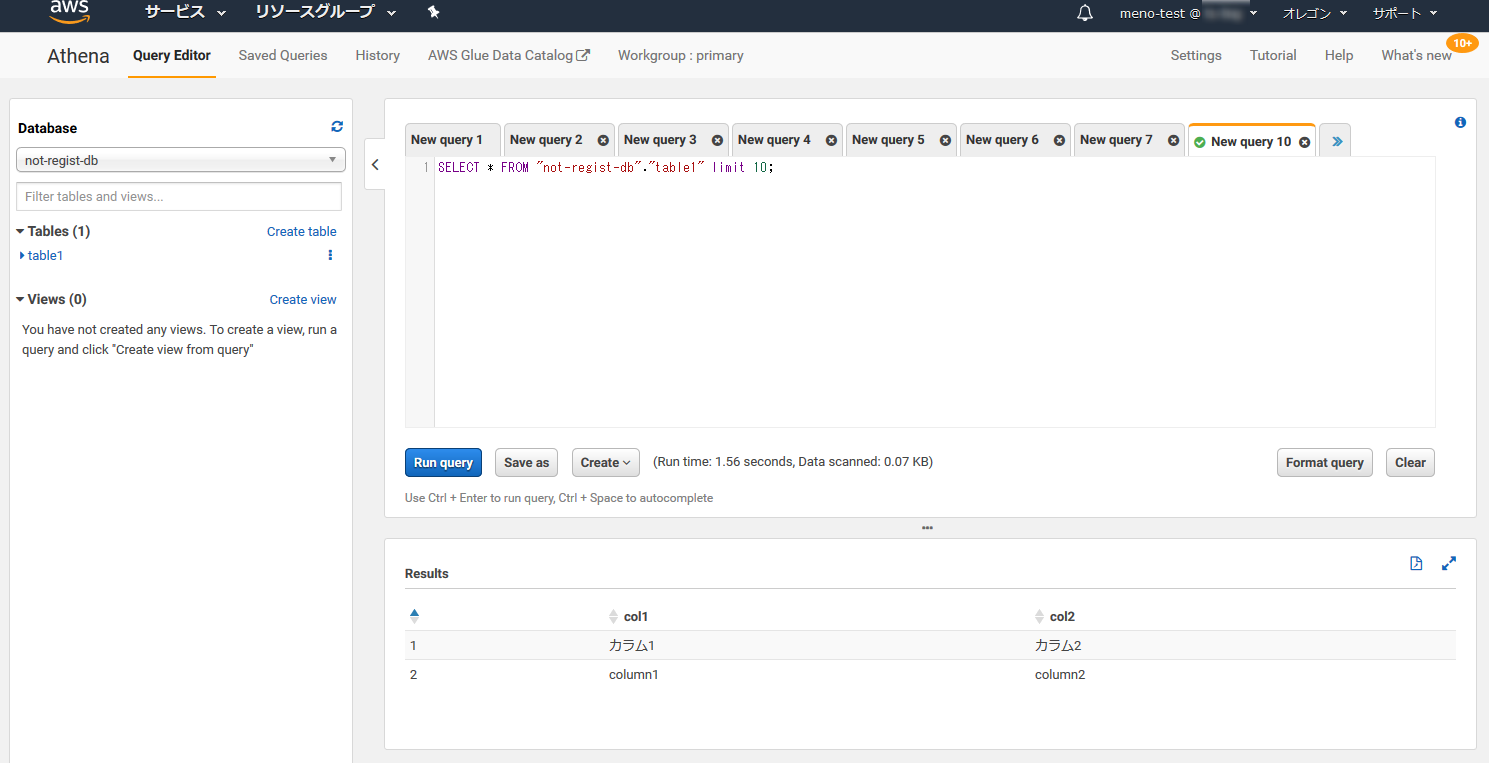 aws サービス リソースグループ meno-test @ オレゴン サポート
Athena Query Editor Saved Queries History AWS Glue Data Catalog Workgroup : primary Settings Tutorial Help What's new 10+
Database
not-regist-db
Filter tables and views...
Tables (1) Create table
table1
Views (0) Create view
You have not created any views. To create a view, run a
query and click "Create view from query"
New query 1 New query 2 New query 3 New query 4 New query 5 New query 6 New query 7 New query 10
1 SELECT * FROM "not-regist-db"."table1" limit 10;
Run query Save as Create (Run time: 1.56 seconds, Data scanned: 0.07 KB) Format query Clear
Use Ctrl + Enter to run query, Ctrl + Space to autocomplete
Results
col1 col2
1 カラム1 カラム2
2 column1 column2